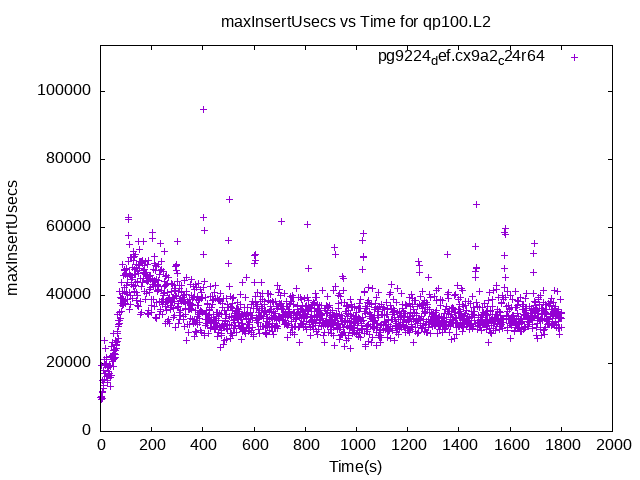 maxInsertUsecs vs Time for qp100.L2
pg9224def.cx9a2c24r64
maxInsertUsecs
100000
80000
60000
40000
20000
0
0 200 400 600 800 1000 1200 1400 1600 1800 2000
Time(s)